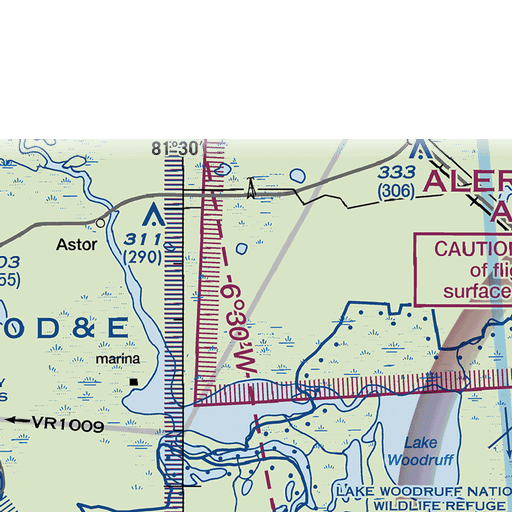 81°30'
333
(306)
ALER
A
311
(290)
Astor
CAUTION
of flig
surface
03
55)
6°30'W
O D & E
marina
Y
S
VR1009
Lake
Woodruff
LAKE WOODRUFF NATIO
WILDLIFE REFUGE